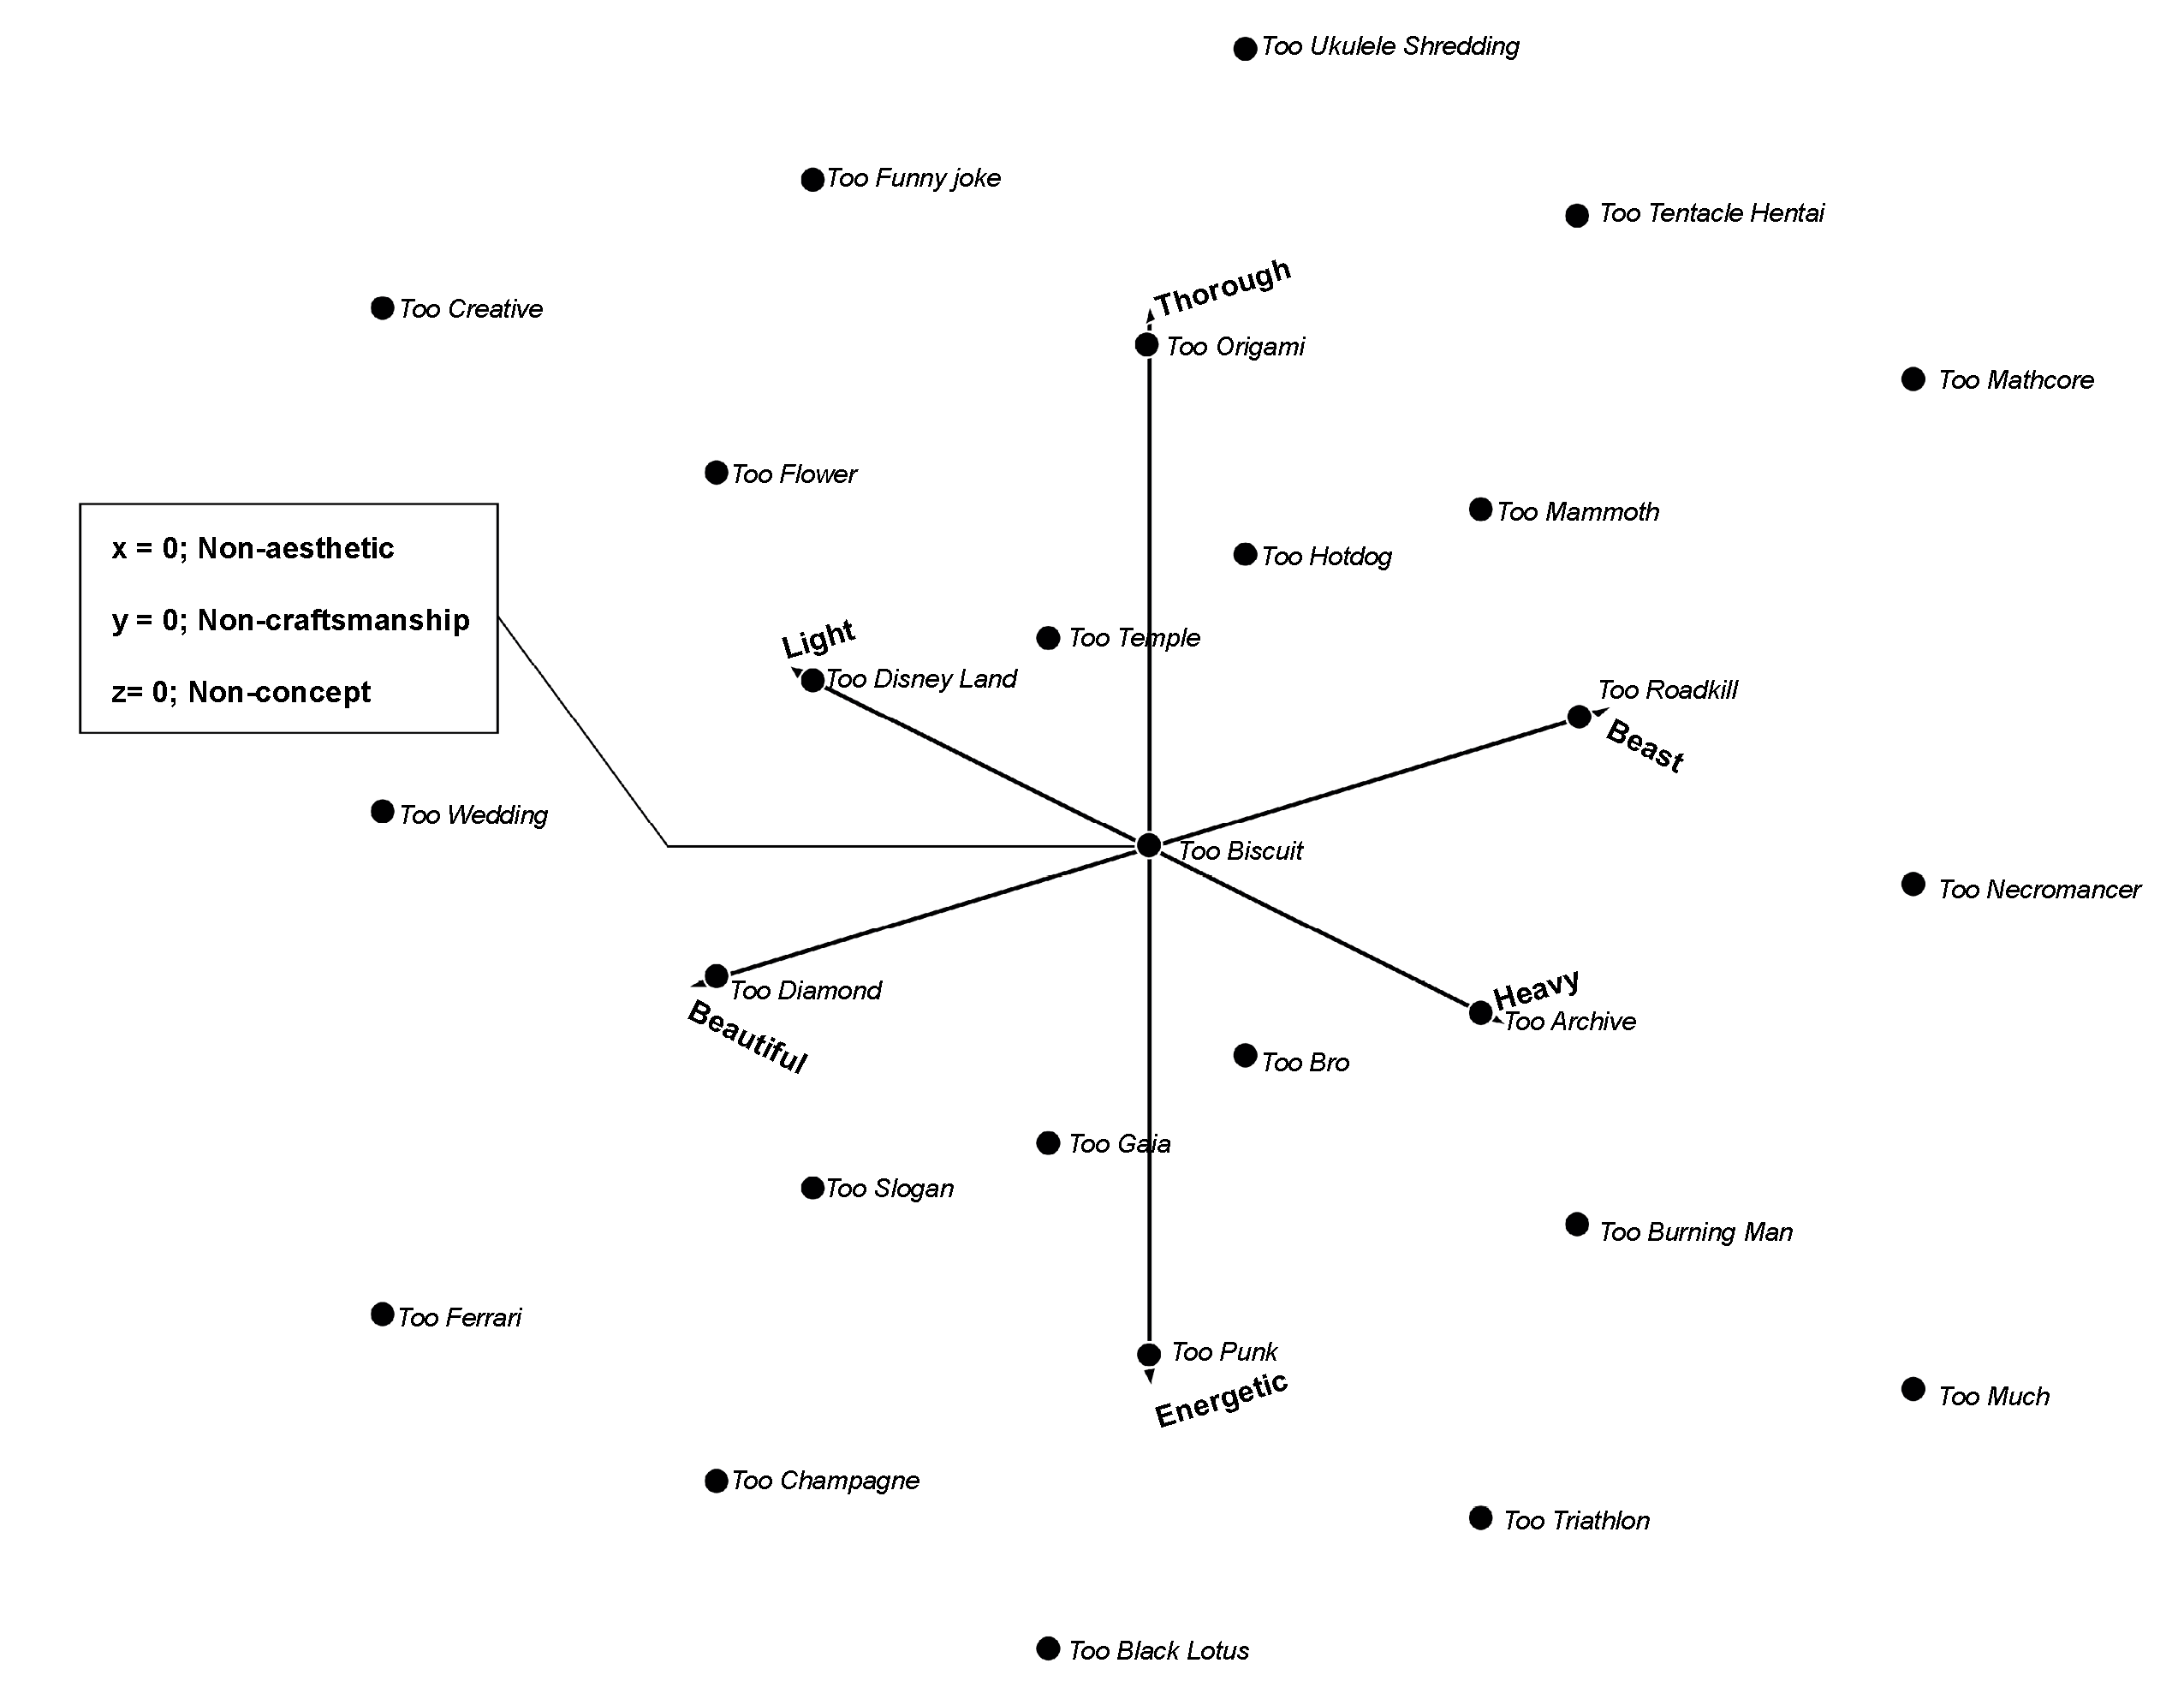 Too Ukulele Shredding
Too Funny joke
Too Tentacle Hentai
Thorough
Too Creative
Too Origami
Too Mathcore
Too Flower
Too Mammoth
x = 0; Non-aesthetic
Too Hotdog
y = 0; Non-craftsmanship
Light
Too Temple
z= 0; Non-concept
Too Disney Land
Too Roadkill
Beast
Too Wedding
Too Biscuit
Too Necromancer
Too Diamond
Heavy
Too Archive
Beautiful
Too Bro
Too Gaia
Too Slogan
Too Burning Man
Too Ferrari
Too Punk
Energetic
Too Much
Too Champagne
Too Triathlon
Too Black Lotus